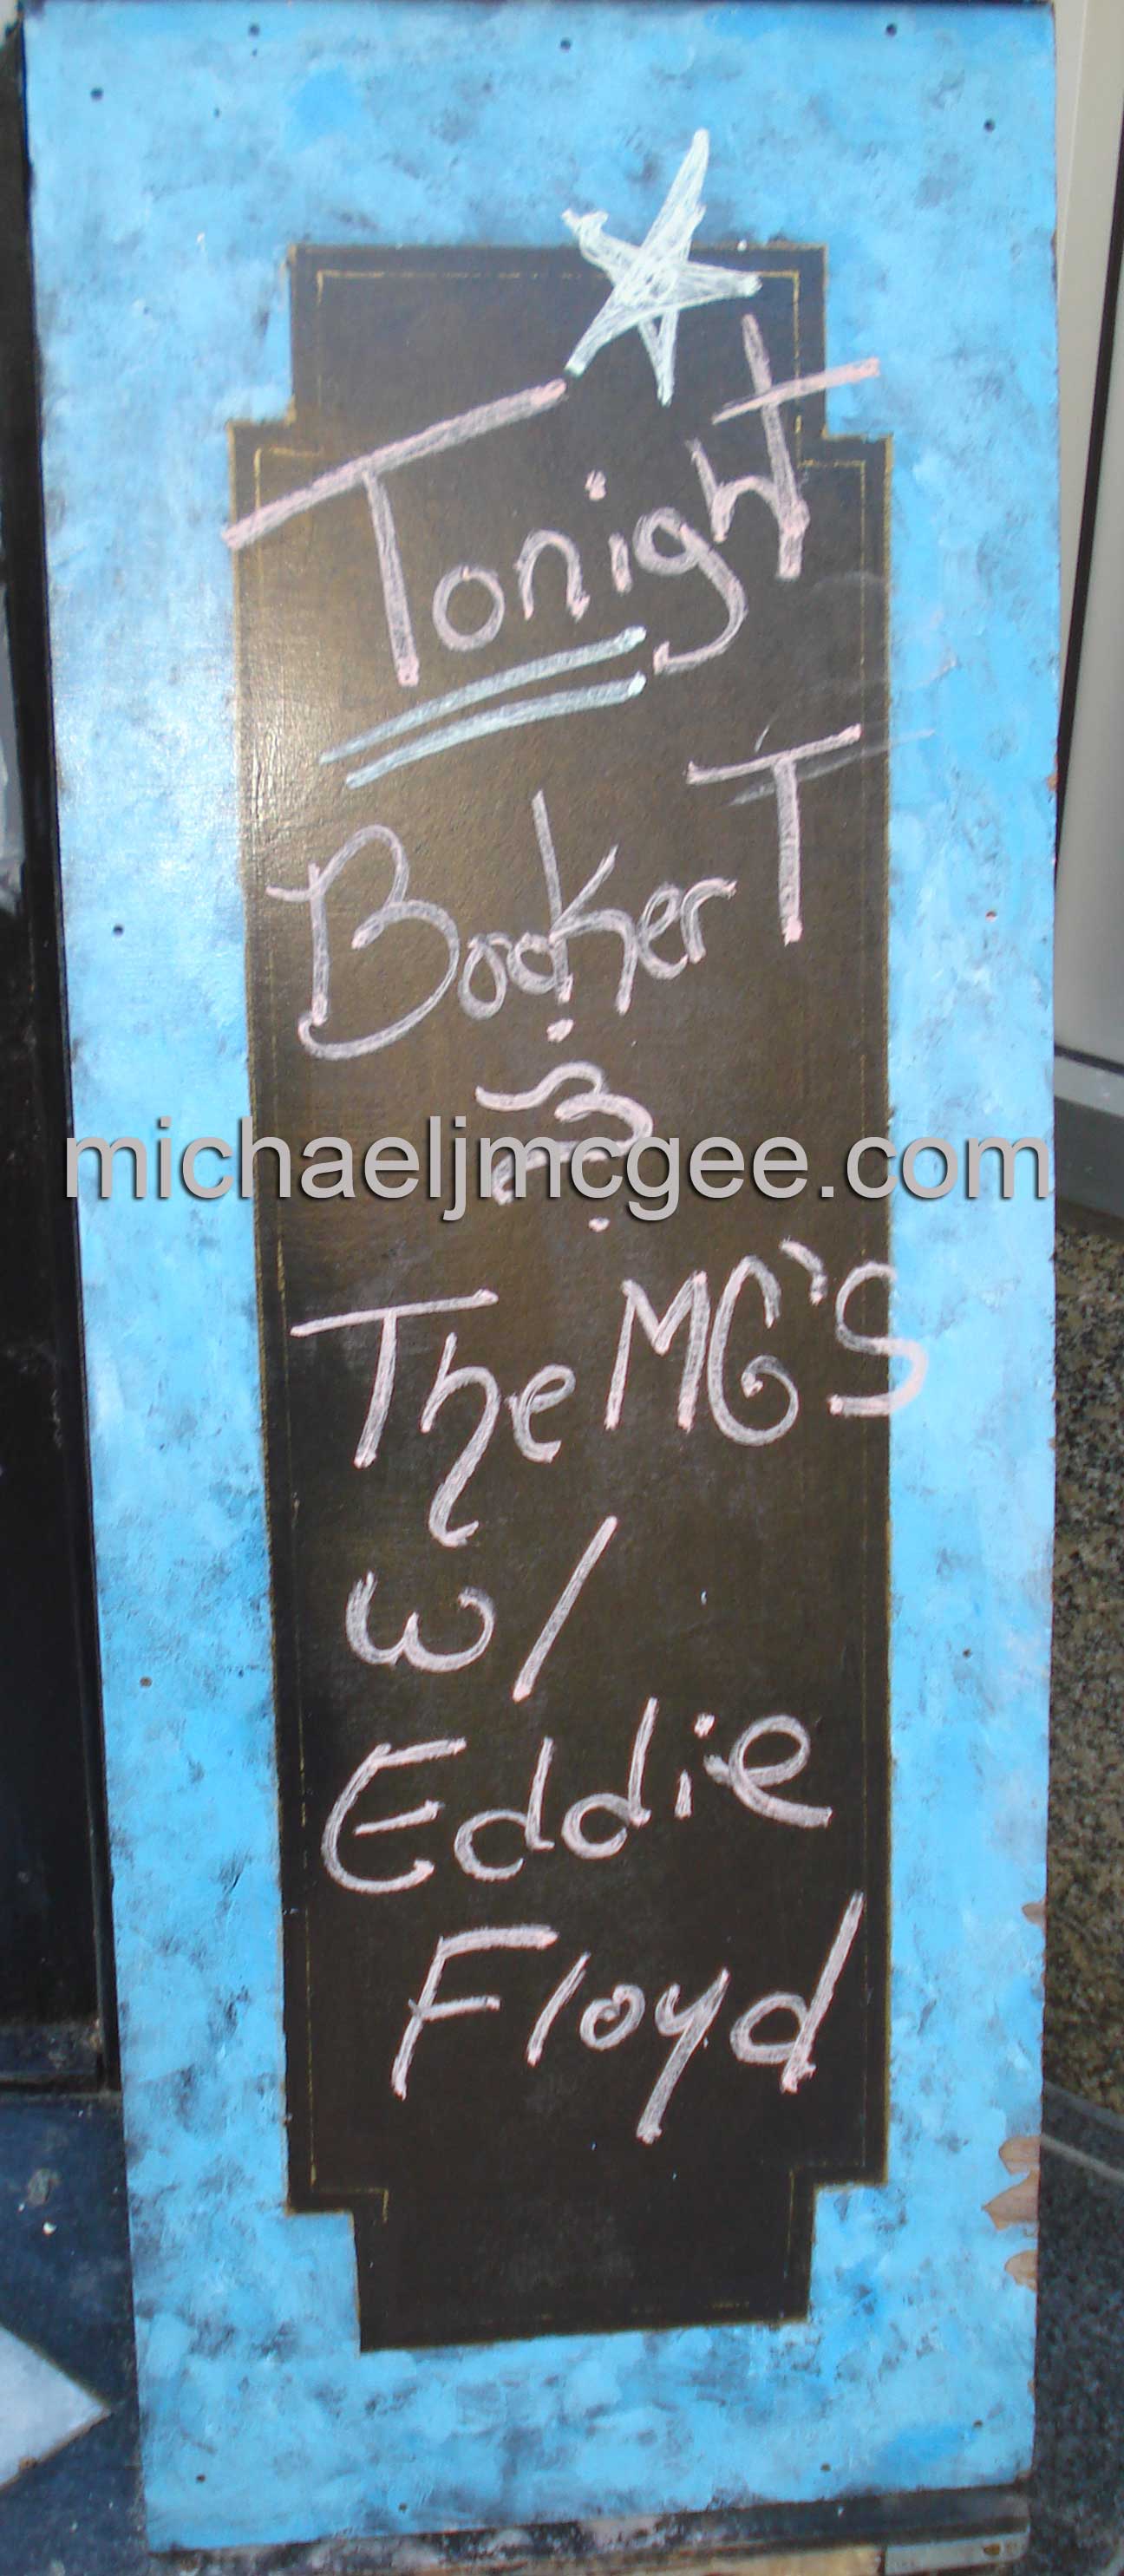 Tonight
Booker T
&
michaeljmcgee.com
The MG's
w/
Eddie
Floyd